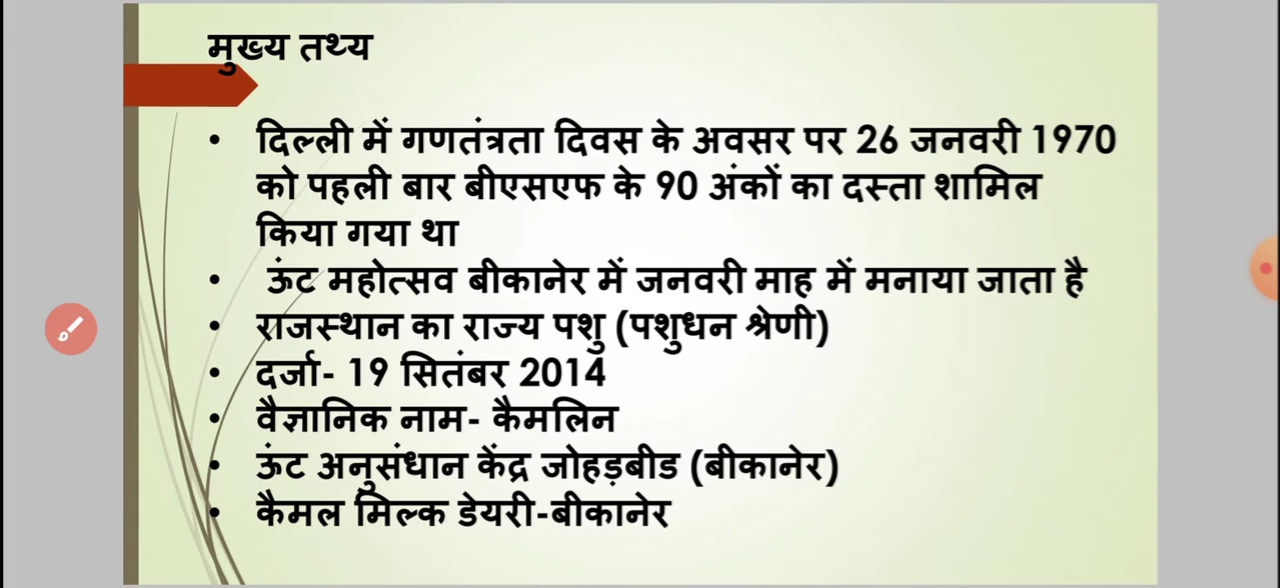 मुख्य तथ्य
• दिल्ली में गणतंत्रता दिवस के अवसर पर 26 जनवरी 1970
को पहली बार बीएसएफ के 90 अंकों का दस्ता शामिल
किया गया था
• ऊंट महोत्सव बीकानेर में जनवरी माह में मनाया जाता है
• राजस्थान का राज्य पशु (पशुधन श्रेणी)
• दर्जा- 19 सितंबर 2014
• वैज्ञानिक नाम- कैमलिन
• ऊंट अनुसंधान केंद्र जोहड़बीड (बीकानेर)
• कैमल मिल्क डेयरी-बीकानेर